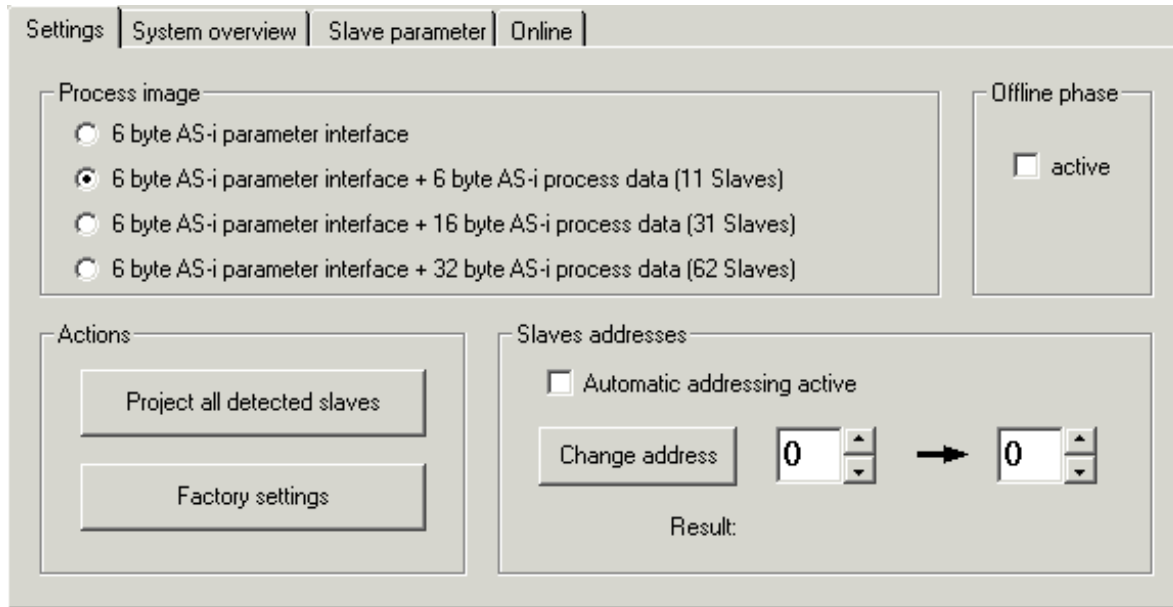 Settings System overview Slave parameter Online
Process image
6 byte AS-i parameter interface
6 byte AS-i parameter interface + 6 byte AS-i process data (11 Slaves)
6 byte AS-i parameter interface + 16 byte AS-i process data (31 Slaves)
6 byte AS-i parameter interface + 32 byte AS-i process data (62 Slaves)
Offline phase
active
Actions
Project all detected slaves
Factory settings
Slaves addresses
Automatic addressing active
Change address 0 0
Result: